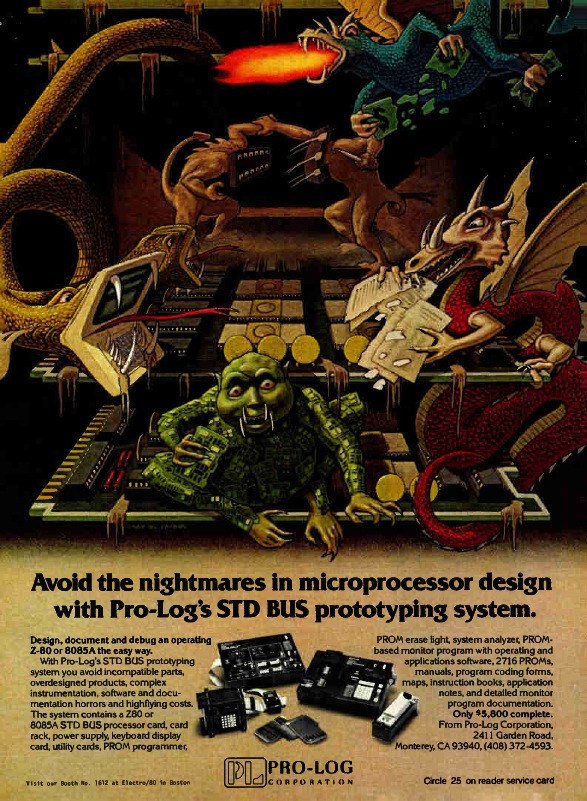 Avoid the nightmares in microprocessor design
with Pro-Log's STD BUS prototyping system.
Design, document and debug an operating
Z-80 or 8085A the easy way.
With Pro-Log's STD BUS prototyping
system you avoid incompatible parts,
overdesigned products, complex
instrumentation, software and docu-
mentation horrors and highflying costs.
The system contains a Z80 or
8085A STD BUS processor card, card
rack, power supply, keyboard display
card, utility cards, PROM programmer,
PROM erase light, system analyzer, PROM-
based monitor program with operating and
applications software, 2716 PROMs,
manuals, program coding forms,
maps, instruction books, application
notes, and detailed monitor
program documentation.
Only $5,800 complete.
From Pro-Log Corporation,
2411 Garden Road,
Monterey, CA 93940, (408) 372-4593.
PL PRO-LOG
CORPORATION
Visit our Booth No. 1612 at Electro/80 in Boston
Circle 25 on reader service card